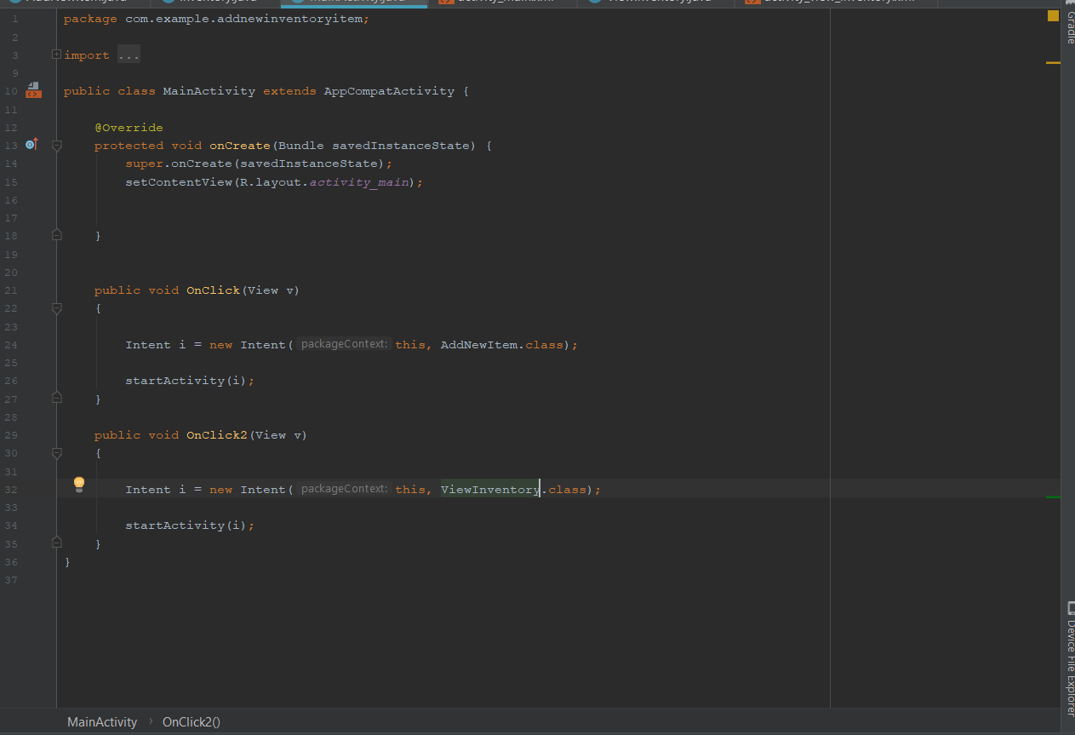 package com.example.addnewinventoryitem;
import ...
public class MainActivity extends AppCompatActivity {
@Override
protected void onCreate(Bundle savedInstanceState) {
super.onCreate(savedInstanceState);
setContentView(R.layout.activity_main);
}
public void OnClick(View v)
{
Intent i = new Intent( packageContext: this, AddNewItem.class);
startActivity(i);
}
public void OnClick2(View v)
{
Intent i = new Intent( packageContext: this, ViewInventory.class);
startActivity(i);
}
}
1
2
3
9
10
11
12
13
14
15
16
17
18
19
20
21
22
23
24
25
26
27
28
29
30
31
32
33
34
35
36
37
Gradle
Device File Explorer
MainActivity › OnClick2()